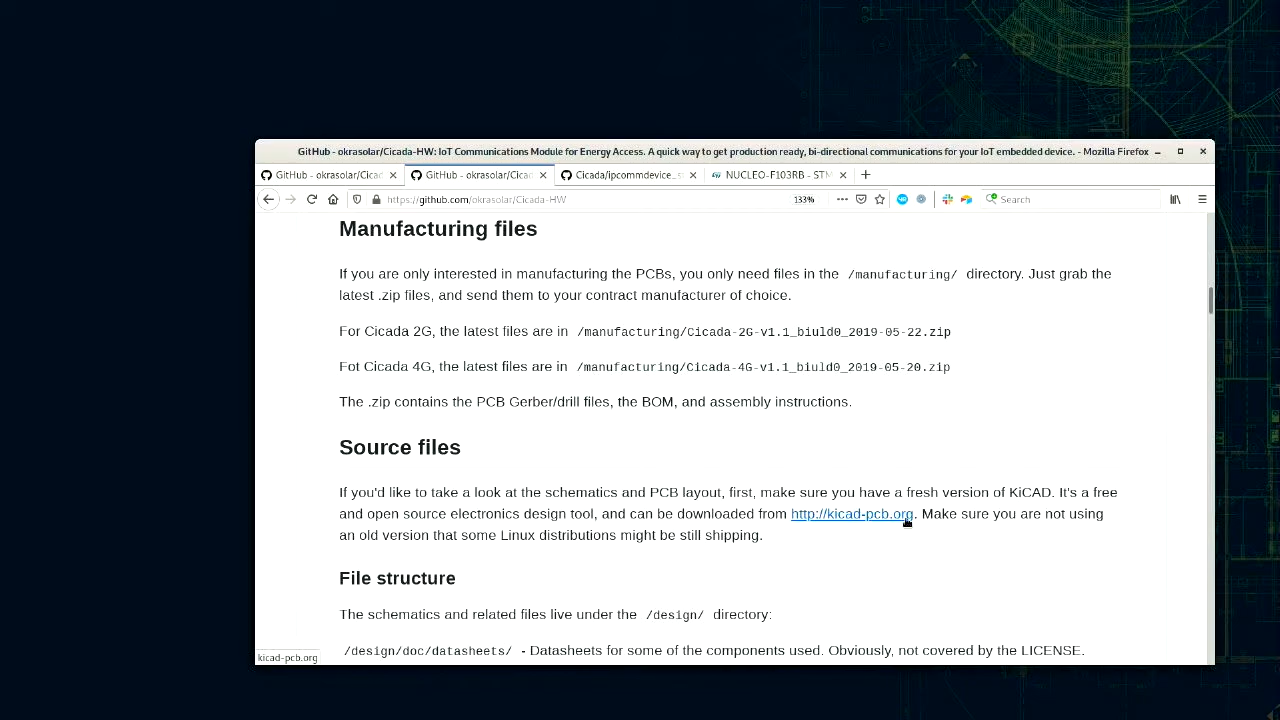 GitHub - okrasolar/Cicada-HW: IoT Communications Module for Energy Access. A quick way to get production ready, bi-directional communications for your IoT embedded device. - Mozilla Firefox
GitHub - okrasolar/Cicad
GitHub - okrasolar/Cicad
Cicada/ipcommdevice_s
NUCLEO-F103RB - STM
https://github.com/okrasolar/Cicada-HW
133%
Search
Manufacturing files
If you are only interested in manufacturing the PCBs, you only need files in the /manufacturing/ directory. Just grab the
latest .zip files, and send them to your contract manufacturer of choice.
For Cicada 2G, the latest files are in /manufacturing/Cicada-2G-v1.1_biuld0_2019-05-22.zip
Fot Cicada 4G, the latest files are in /manufacturing/Cicada-4G-v1.1_biuld0_2019-05-20.zip
The .zip contains the PCB Gerber/drill files, the BOM, and assembly instructions.
Source files
If you'd like to take a look at the schematics and PCB layout, first, make sure you have a fresh version of KiCAD. It's a free
and open source electronics design tool, and can be downloaded from http://kicad-pcb.org. Make sure you are not using
an old version that some Linux distributions might be still shipping.
File structure
The schematics and related files live under the /design/ directory:
/design/doc/datasheets/ - Datasheets for some of the components used. Obviously, not covered by the LICENSE.
kicad-pcb.org